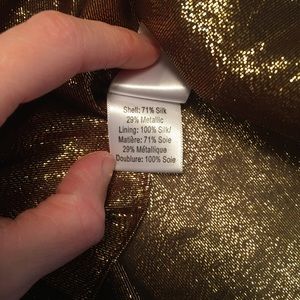 Shell: 71% Silk
29% Metallic
Lining: 100% Silk/
Matière: 71% Soie
29% Métallique
Doublure: 100% Soie